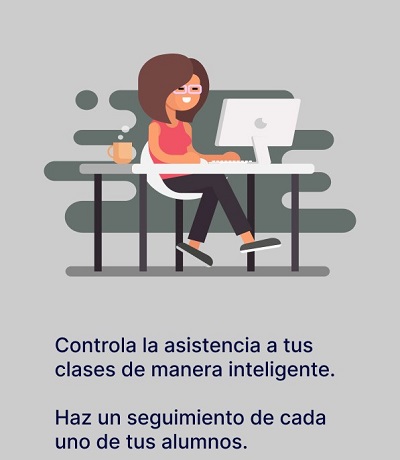 Controla la asistencia a tus
clases de manera inteligente.
Haz un seguimiento de cada
uno de tus alumnos.